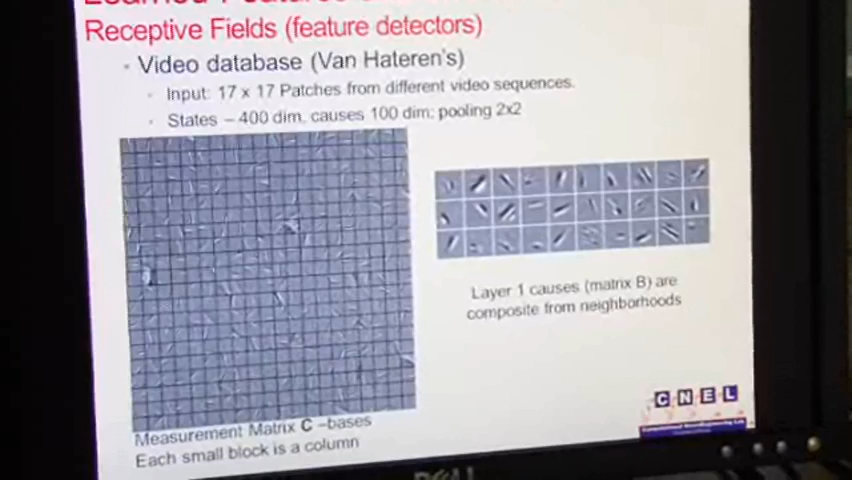 Receptive Fields (feature detectors)
Video database (Van Hateren's)
Input: 17 x 17 Patches from different video sequences.
States – 400 dim, causes 100 dim; pooling 2x2
Layer 1 causes (matrix B) are
composite from neighborhoods
CNEL
Measurement Matrix C –bases
Each small block is a column
DELL